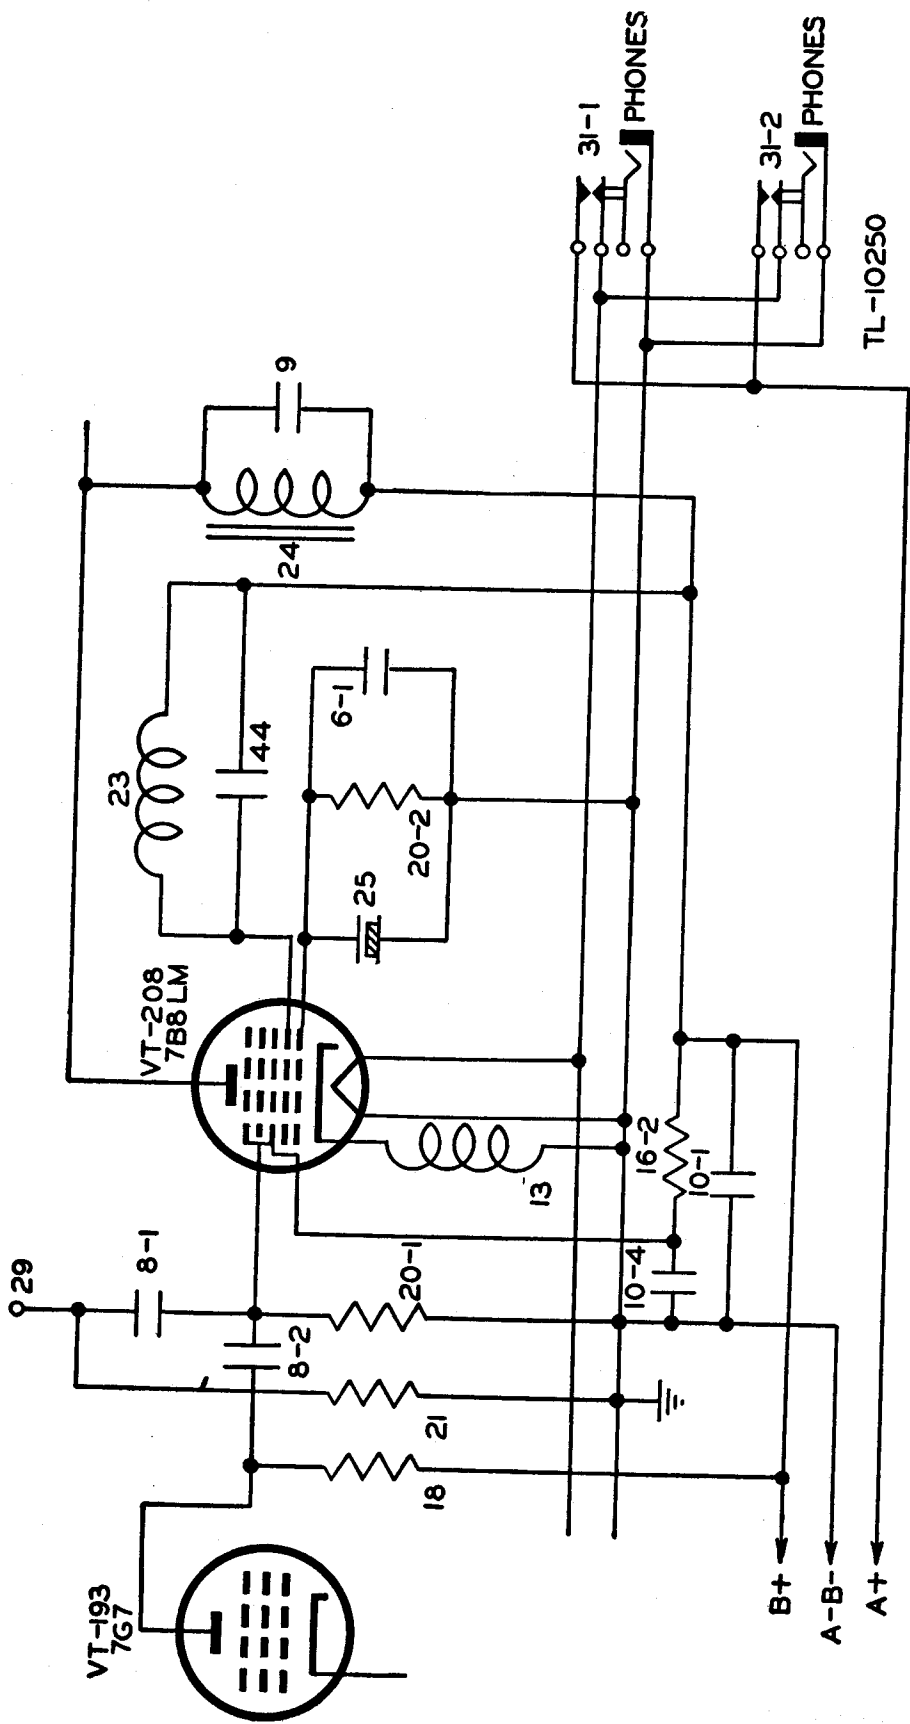 VT-193
7G7
29
8-1
8-2
18
21
20-1
VT-208
7B8LM
23
44
24
9
25
20-2
6-1
13
10-4
16-2
10-1
B+
A-B-
A+
31-1
PHONES
31-2
PHONES
TL-10250